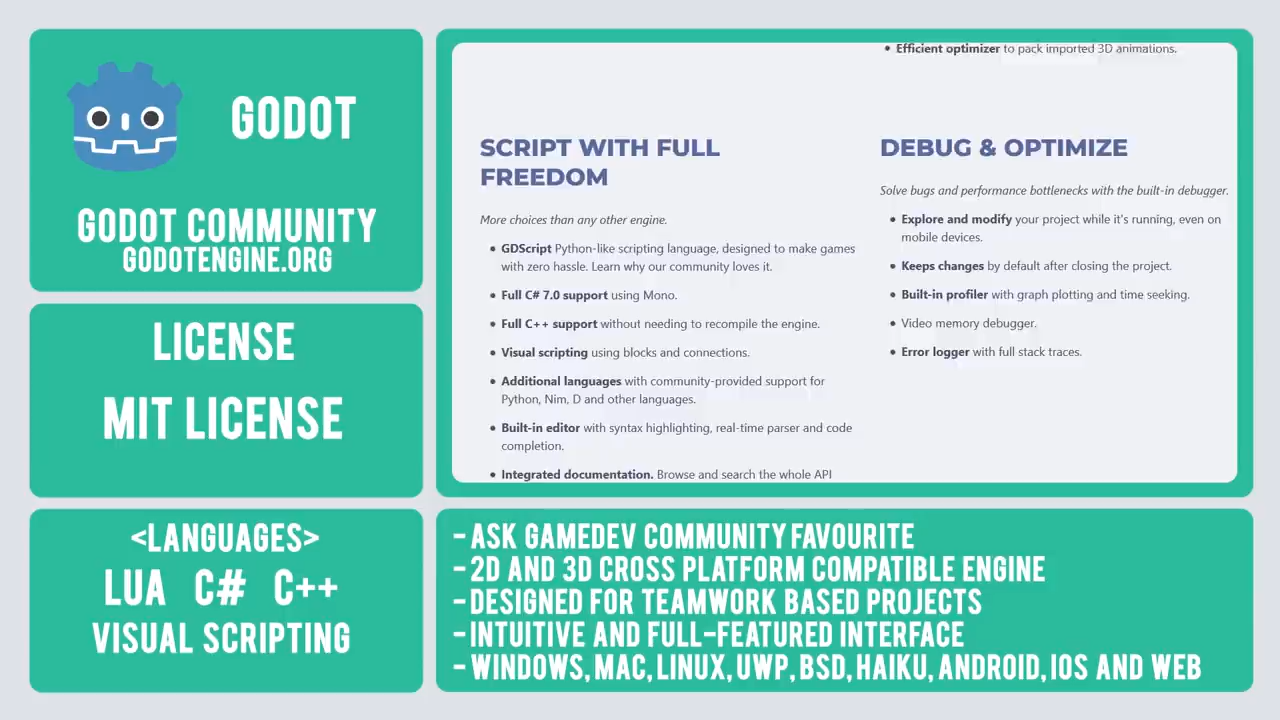 GODOT
GODOT COMMUNITY
GODOTENGINE.ORG
LICENSE
MIT LICENSE
<LANGUAGES>
LUA C# C++
VISUAL SCRIPTING
• Efficient optimizer to pack imported 3D animations.
SCRIPT WITH FULL
FREEDOM
More choices than any other engine.
• GDScript Python-like scripting language, designed to make games
with zero hassle. Learn why our community loves it.
• Full C# 7.0 support using Mono.
• Full C++ support without needing to recompile the engine.
• Visual scripting using blocks and connections.
• Additional languages with community-provided support for
Python, Nim, D and other languages.
• Built-in editor with syntax highlighting, real-time parser and code
completion.
• Integrated documentation. Browse and search the whole API
DEBUG & OPTIMIZE
Solve bugs and performance bottlenecks with the built-in debugger.
• Explore and modify your project while it's running, even on
mobile devices.
• Keeps changes by default after closing the project.
• Built-in profiler with graph plotting and time seeking.
• Video memory debugger.
• Error logger with full stack traces.
- ASK GAMEDEV COMMUNITY FAVOURITE
- 2D AND 3D CROSS PLATFORM COMPATIBLE ENGINE
- DESIGNED FOR TEAMWORK BASED PROJECTS
- INTUITIVE AND FULL-FEATURED INTERFACE
- WINDOWS, MAC, LINUX, UWP, BSD, HAIKU, ANDROID, IOS AND WEB